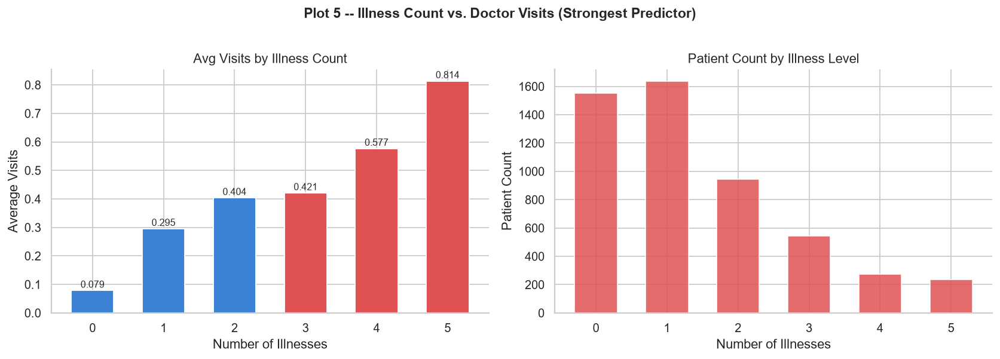 Plot 5 -- Illness Count vs. Doctor Visits (Strongest Predictor)
Avg Visits by Illness Count
Average Visits
0.8
0.7
0.6
0.5
0.4
0.3
0.2
0.1
0.0
0.079
0.295
0.404
0.421
0.577
0.814
0 1 2 3 4 5
Number of Illnesses
Patient Count by Illness Level
Patient Count
1600
1400
1200
1000
800
600
400
200
0
0 1 2 3 4 5
Number of Illnesses